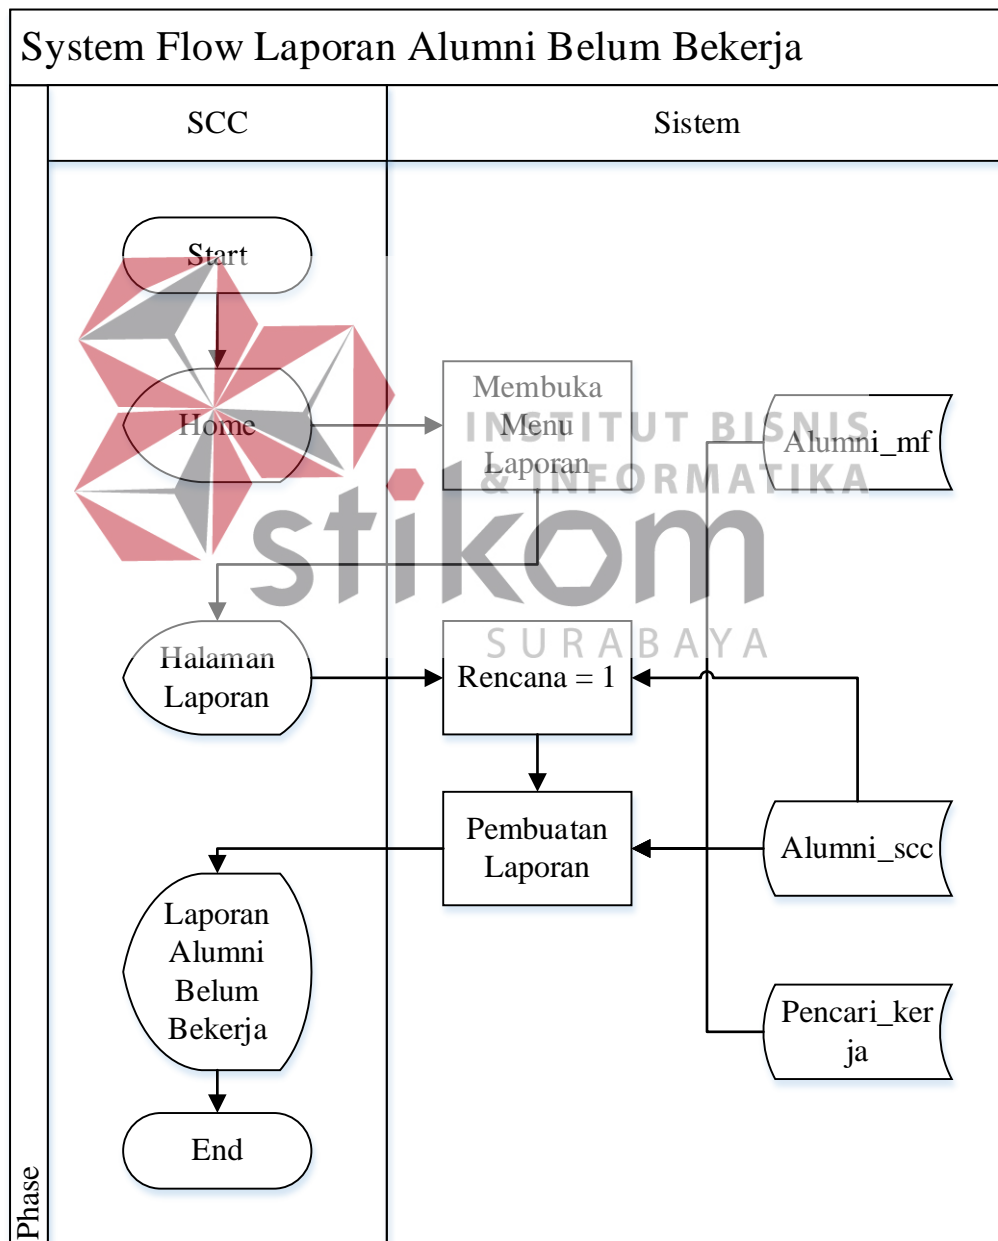 System Flow Laporan Alumni Belum Bekerja
SCC
Sistem
Start
Home
Membuka
Menu
Laporan
Alumni_mf
INSTITUT BISNIS
& INFORMATIKA
stikom
SURABAYA
Halaman
Laporan
Rencana = 1
Pembuatan
Laporan
Alumni_scc
Laporan
Alumni
Belum
Bekerja
Pencari_ker
ja
End
Phase